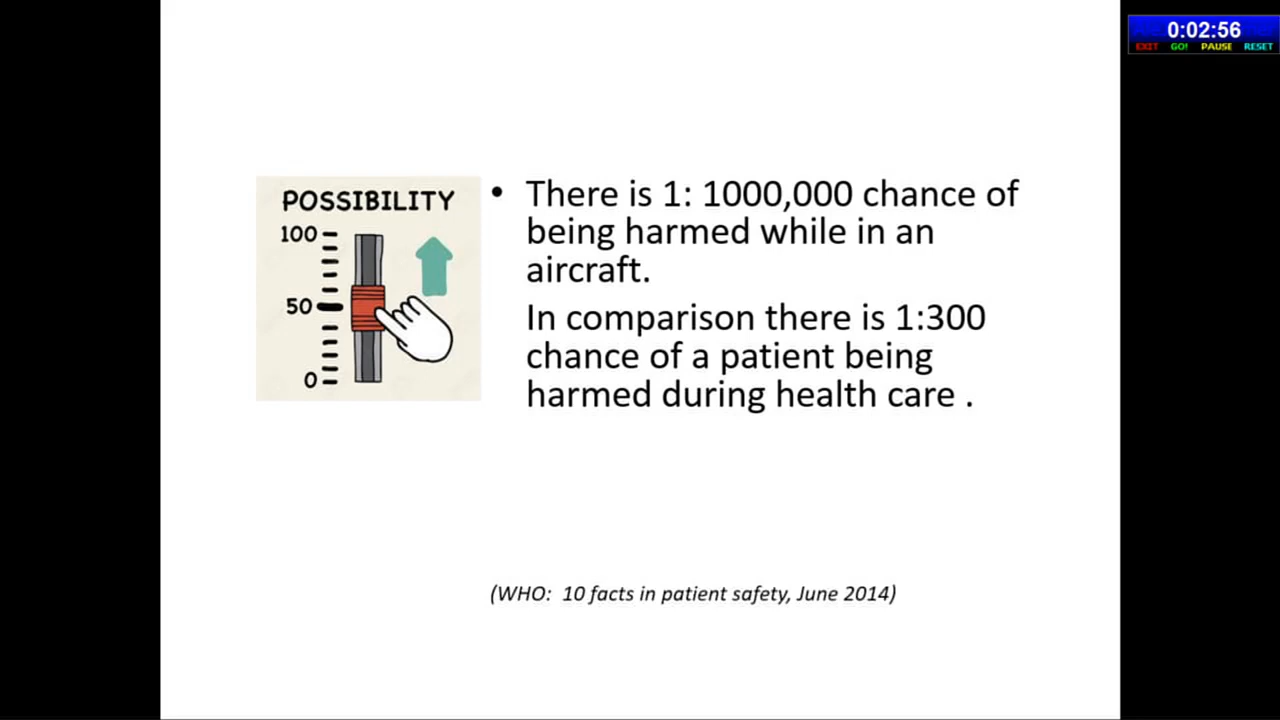 0:02:56
EXIT GO! PAUSE RESET
POSSIBILITY
100
50
0
• There is 1: 1000,000 chance of
being harmed while in an
aircraft.
In comparison there is 1:300
chance of a patient being
harmed during health care .
(WHO: 10 facts in patient safety, June 2014)